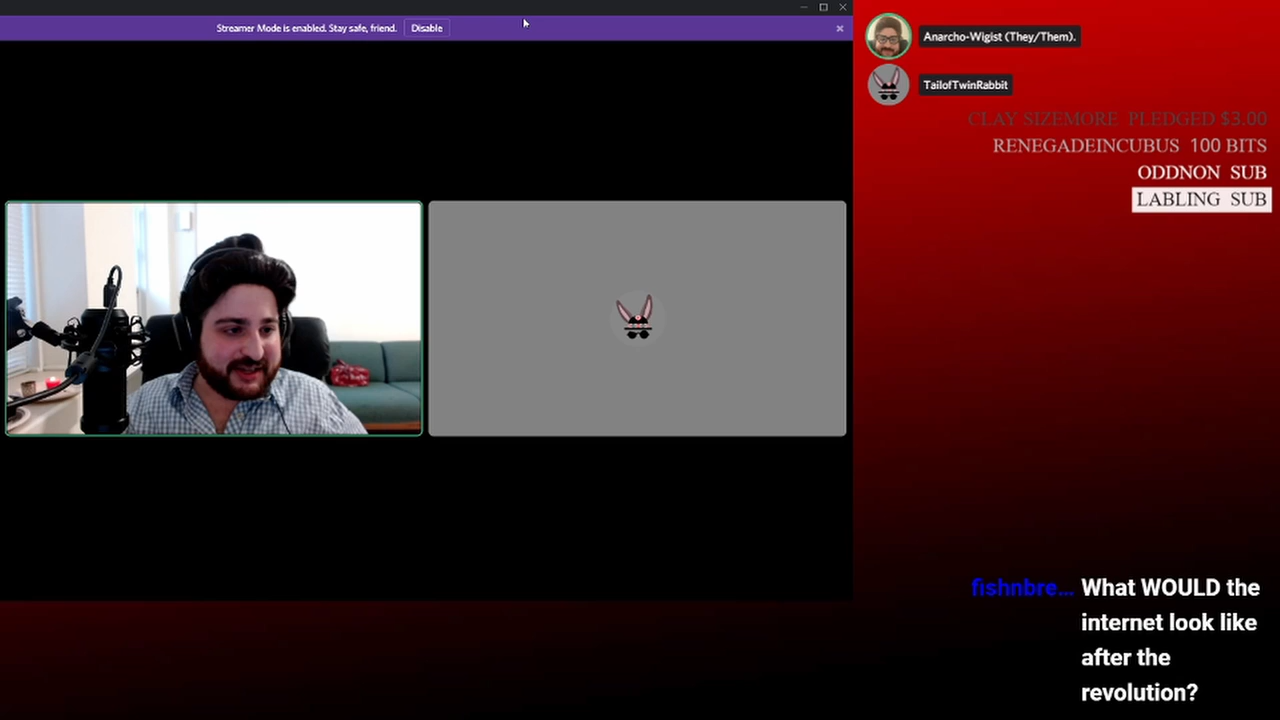 Streamer Mode is enabled. Stay safe, friend. Disable
Anarcho-Wigist (They/Them).
TailofTwinRabbit
CLAY SIZEMORE PLEDGED $3.00
RENEGADEINCUBUS 100 BITS
ODDNON SUB
LABLING SUB
fishnbre... What WOULD the
internet look like
after the
revolution?